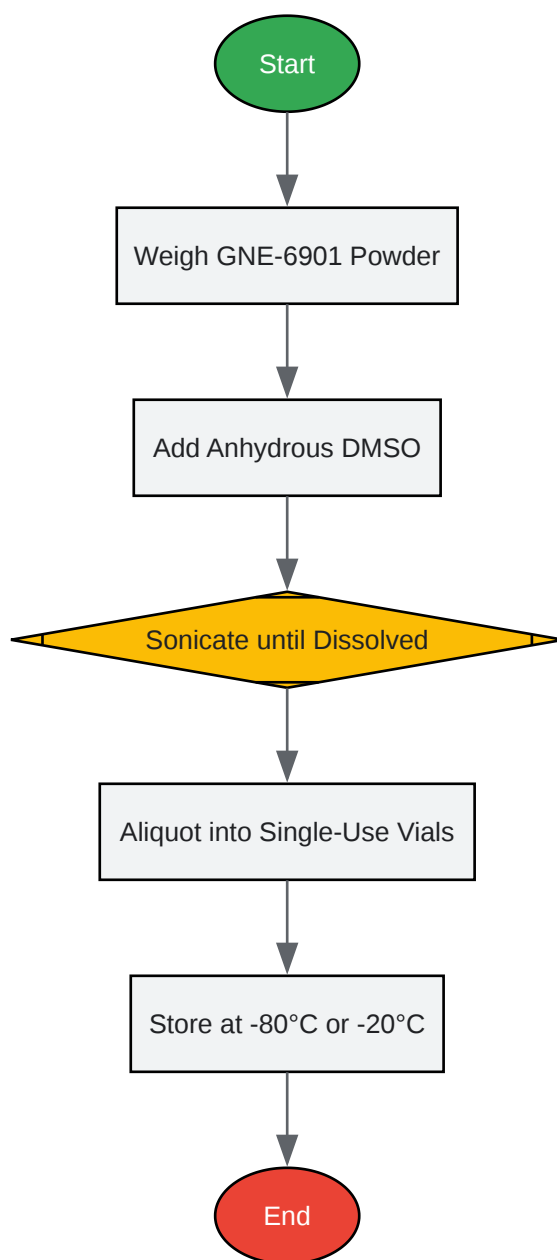 Start
Weigh GNE-6901 Powder
Add Anhydrous DMSO
Sonicate until Dissolved
Aliquot into Single-Use Vials
Store at -80°C or -20°C
End